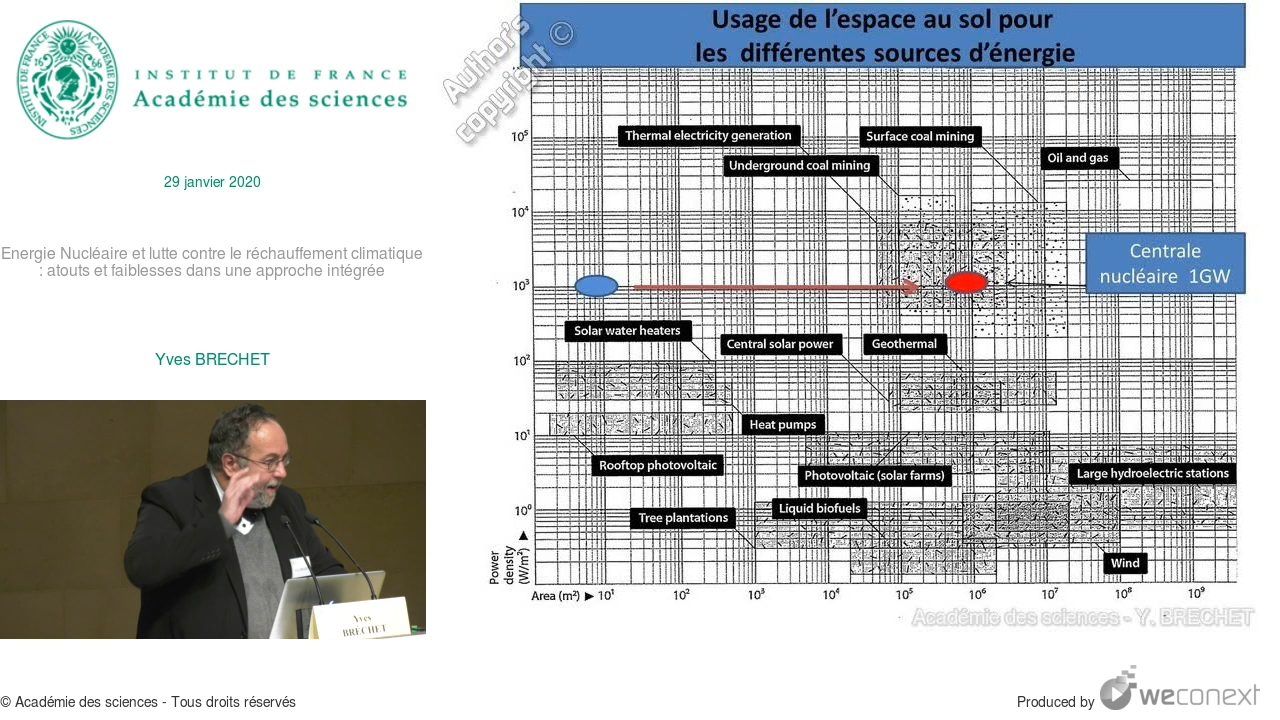 INSTITUT DE FRANCE
Académie des sciences
29 janvier 2020
Energie Nucléaire et lutte contre le réchauffement climatique
: atouts et faiblesses dans une approche intégrée
Yves BRECHET
Yves
BRÉCHET
© Académie des sciences - Tous droits réservés
Author's
copyright ©
Usage de l'espace au sol pour
les différentes sources d'énergie
10⁵
Thermal electricity generation
Surface coal mining
Underground coal mining
Oil and gas
10⁴
Centrale
nucléaire 1GW
10³
Solar water heaters
Central solar power
Geothermal
10²
Heat pumps
10¹
Rooftop photovoltaic
Photovoltaic (solar farms)
Large hydroelectric stations
10⁰
Tree plantations
Liquid biofuels
Wind
Power
density
(W/m²)
Area (m²) ▶ 10¹ 10² 10³ 10⁴ 10⁵ 10⁶ 10⁷ 10⁸ 10⁹
Académie des sciences - Y. BRECHET
Produced by weconext